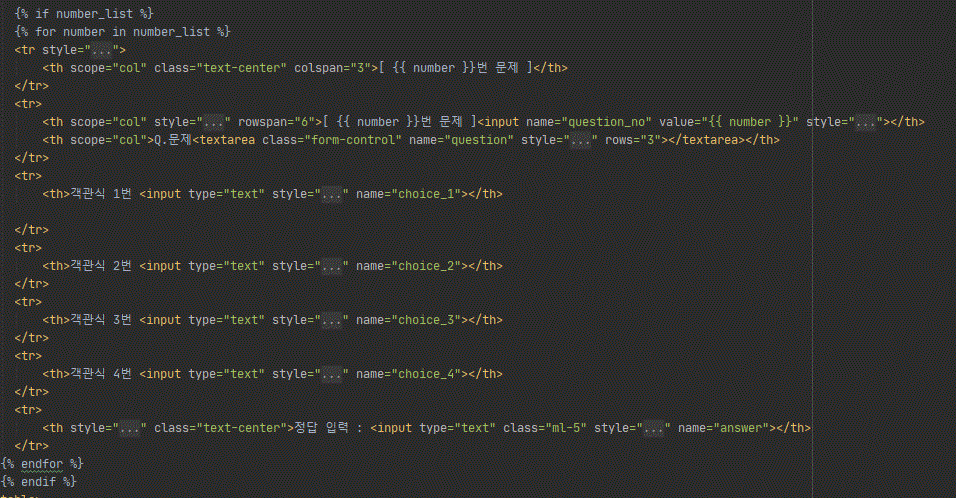 {% if number_list %}
{% for number in number_list %}
<tr style="...">
<th scope="col" class="text-center" colspan="3">[ {{ number }}번 문제 ]</th>
</tr>
<tr>
<th scope="col" style="..." rowspan="6">[ {{ number }}번 문제 ]<input name="question_no" value="{{ number }}" style="..."></th>
<th scope="col">Q.문제<textarea class="form-control" name="question" style="..." rows="3"></textarea></th>
</tr>
<tr>
<th>객관식 1번 <input type="text" style="..." name="choice_1"></th>
</tr>
<tr>
<th>객관식 2번 <input type="text" style="..." name="choice_2"></th>
</tr>
<tr>
<th>객관식 3번 <input type="text" style="..." name="choice_3"></th>
</tr>
<tr>
<th>객관식 4번 <input type="text" style="..." name="choice_4"></th>
</tr>
<tr>
<th style="..." class="text-center">정답 입력 : <input type="text" class="ml-5" style="..." name="answer"></th>
</tr>
{% endfor %}
{% endif %}